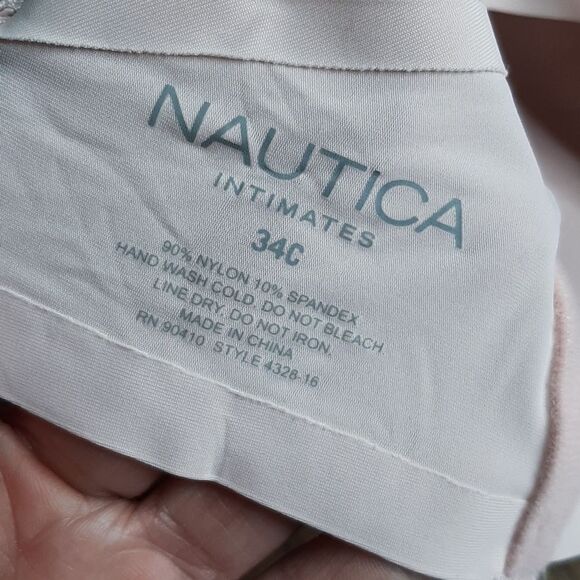 NAUTICA
INTIMATES
34C
90% NYLON 10% SPANDEX
HAND WASH COLD. DO NOT BLEACH.
LINE DRY. DO NOT IRON.
MADE IN CHINA
RN 90410 STYLE 4328-16